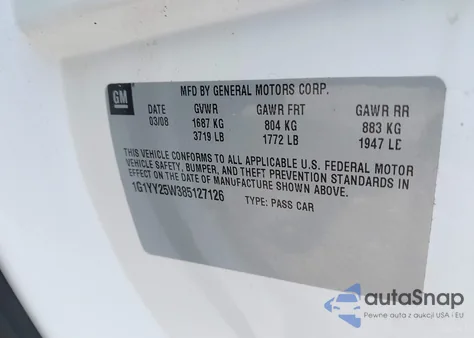 GM
MFD BY GENERAL MOTORS CORP.
DATE GVWR GAWR FRT GAWR RR
03/08 1687 KG 804 KG 883 KG
3719 LB 1772 LB 1947 LB
THIS VEHICLE CONFORMS TO ALL APPLICABLE U.S. FEDERAL MOTOR
VEHICLE SAFETY, BUMPER, AND THEFT PREVENTION STANDARDS IN
EFFECT ON THE DATE OF MANUFACTURE SHOWN ABOVE.
1G1YY25W385127126 TYPE: PASS CAR
autoSnap
Pewne auta z aukcji USA i EU